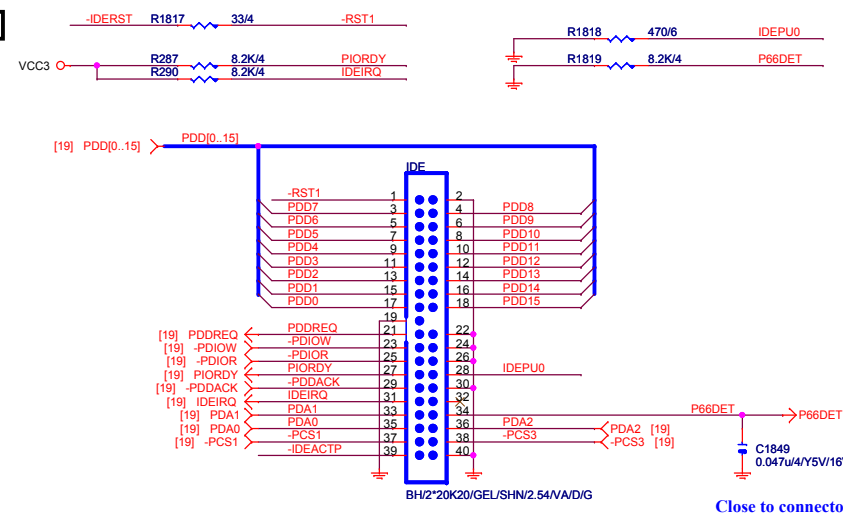 -IDERST R1817 33/4 -RST1
R1818 470/6 IDEPU0
VCC3 R287 8.2K/4 PIORDY
R290 8.2K/4 IDEIRQ
R1819 8.2K/4 P66DET
[19] PDD[0..15] PDD[0..15]
IDE
-RST1 1 2
PDD7 3 4 PDD8
PDD6 5 6 PDD9
PDD5 7 8 PDD10
PDD4 9 10 PDD11
PDD3 11 12 PDD12
PDD2 13 14 PDD13
PDD1 15 16 PDD14
PDD0 17 18 PDD15
19
[19] PDDREQ PDDREQ 21 22
[19] -PDIOW -PDIOW 23 24
[19] -PDIOR -PDIOR 25 26
[19] PIORDY PIORDY 27 28 IDEPU0
[19] -PDDACK -PDDACK 29 30
[19] IDEIRQ IDEIRQ 31 32
[19] PDA1 PDA1 33 34 P66DET P66DET
[19] PDA0 PDA0 35 36 PDA2 PDA2 [19]
[19] -PCS1 -PCS1 37 38 -PCS3 -PCS3 [19]
-IDEACTP 39 40
C1849
0.047u/4/Y5V/16
BH/2*20K20/GEL/SHN/2.54/VA/D/G
Close to connecto